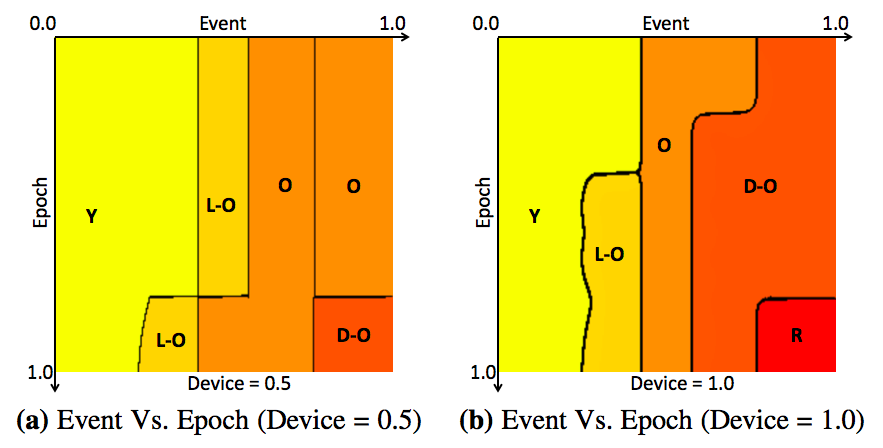 0.0 Event 1.0
Epoch
Y
L-O
O
O
L-O
D-O
1.0
Device = 0.5
(a) Event Vs. Epoch (Device = 0.5)
0.0 Event 1.0
Epoch
O
Y
D-O
L-O
R
1.0
Device = 1.0
(b) Event Vs. Epoch (Device = 1.0)